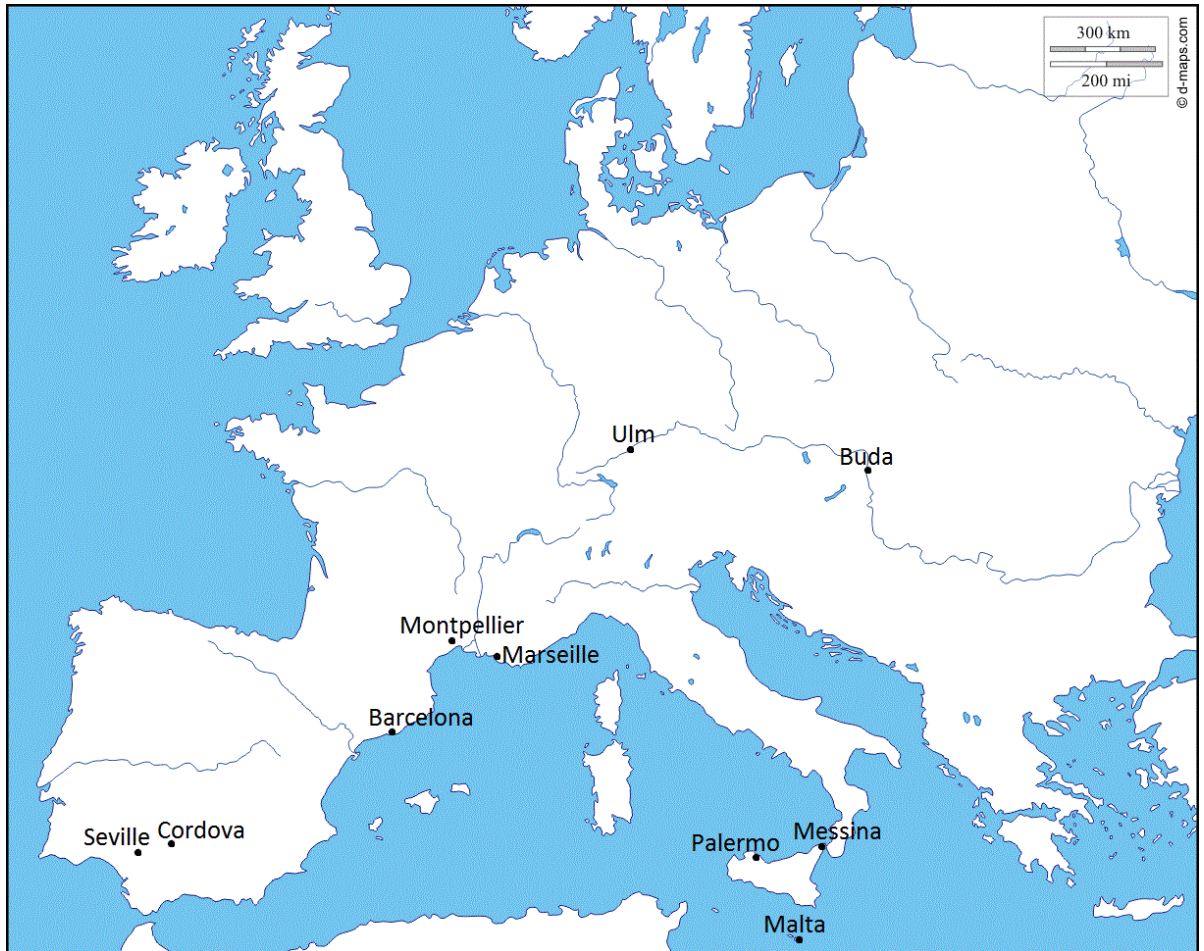 300 km
200 mi
© d-maps.com
Ulm
Buda
Montpellier
Marseille
Barcelona
Seville
Cordova
Palermo
Messina
Malta